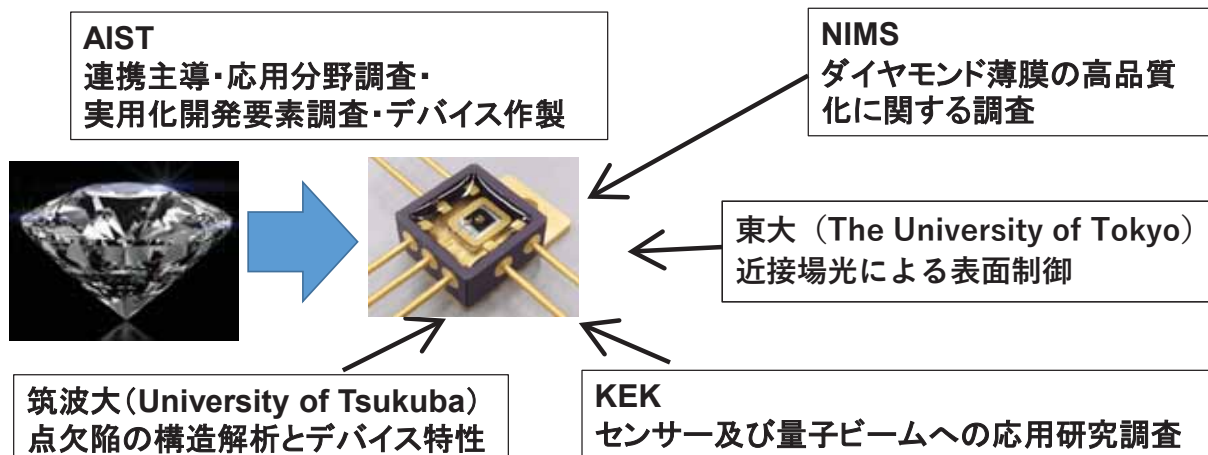 AIST
連携主導・応用分野調査・
実用化開発要素調査・デバイス作製
NIMS
ダイヤモンド薄膜の高品質
化に関する調査
東大（The University of Tokyo）
近接場光による表面制御
筑波大（University of Tsukuba）
点欠陥の構造解析とデバイス特性
KEK
センサー及び量子ビームへの応用研究調査